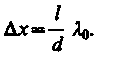 Δx = l/d λ₀.